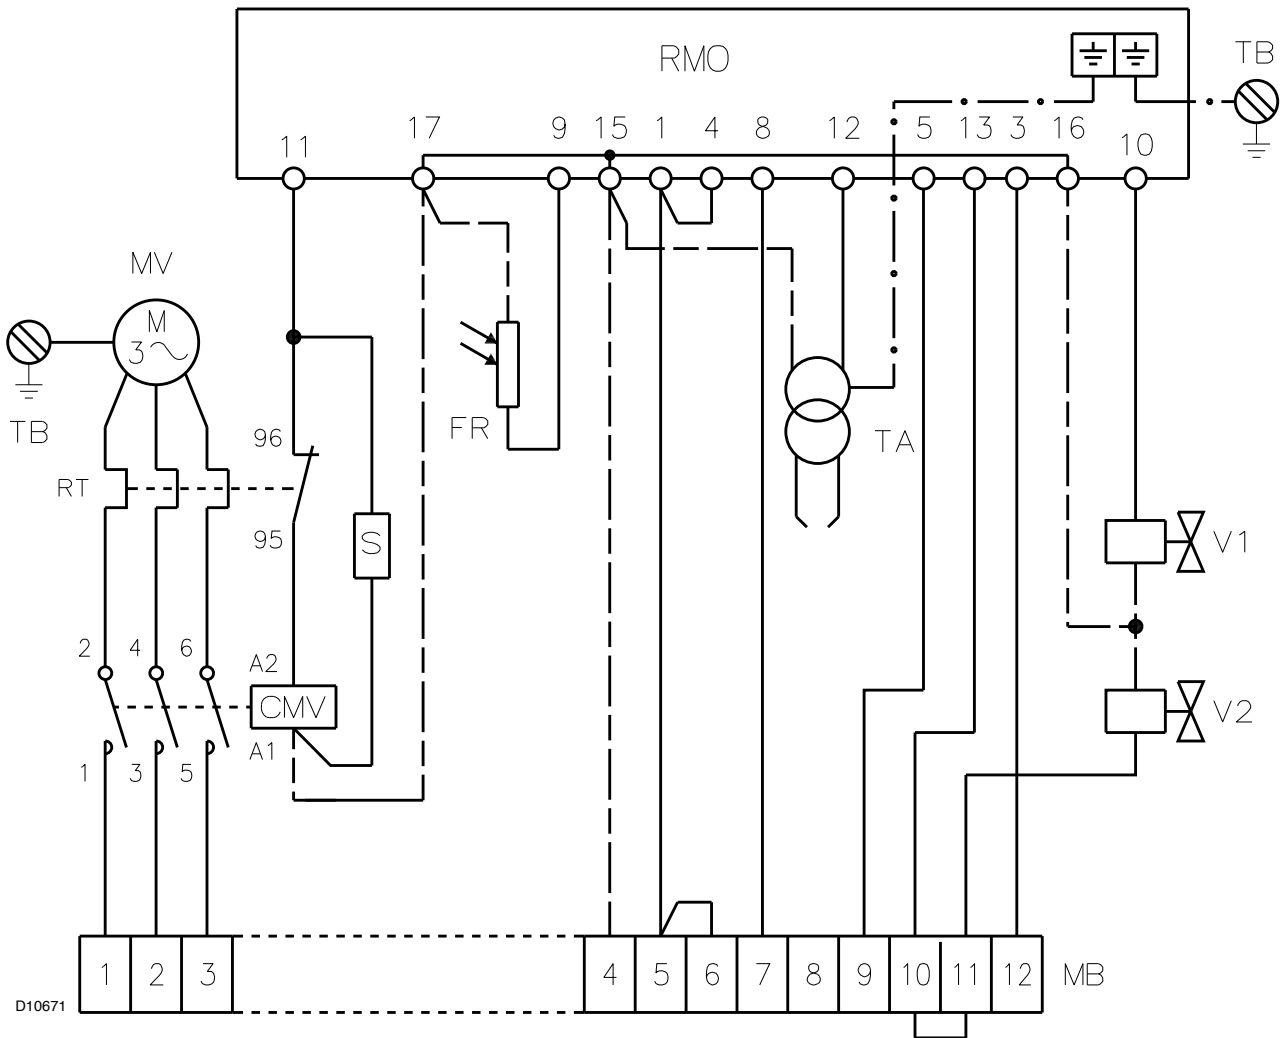 RMO
TB
17 9 15 1 4 8 12 5 13 3 16
11 10
MV
M
3~
TB
FR
TA
96
RT
95
S
V1
2 4 6
A2
CMV
V2
A1
1 3 5
1 2 3 4 5 6 7 8 9 10 11 12 MB
D10671